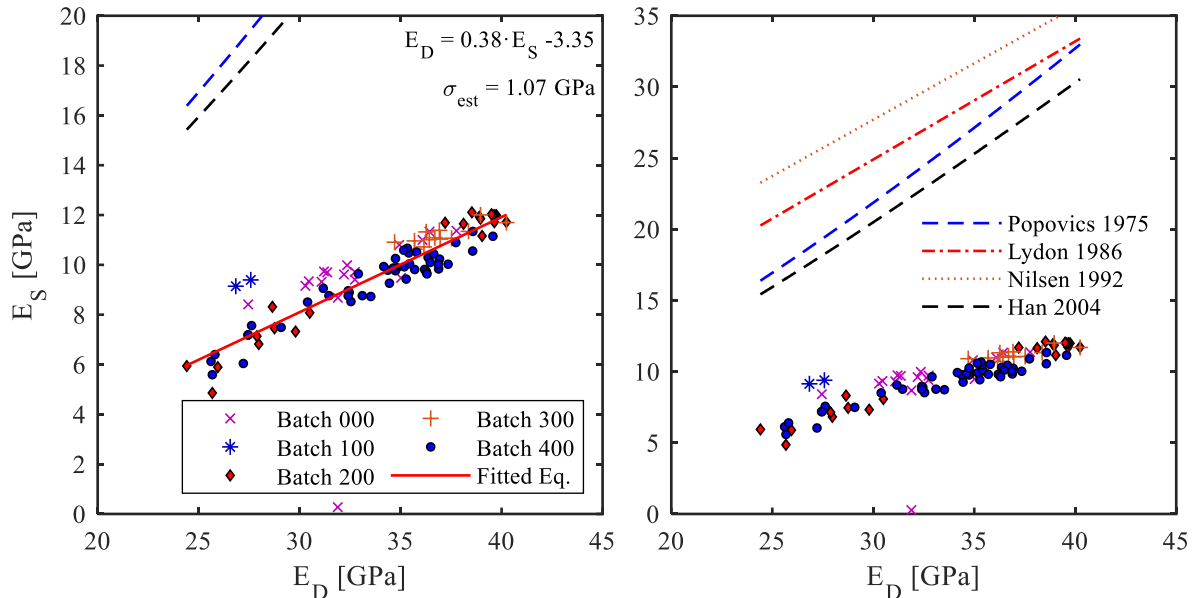 20
18
16
14
12
10
8
6
4
2
0
E_S [GPa]
E_D = 0.38·E_S -3.35
σ_est = 1.07 GPa
Batch 000
Batch 300
Batch 100
Batch 400
Batch 200
Fitted Eq.
20 25 30 35 40 45
E_D [GPa]
35
30
25
20
15
10
5
0
Popovics 1975
Lydon 1986
Nilsen 1992
Han 2004
20 25 30 35 40 45
E_D [GPa]